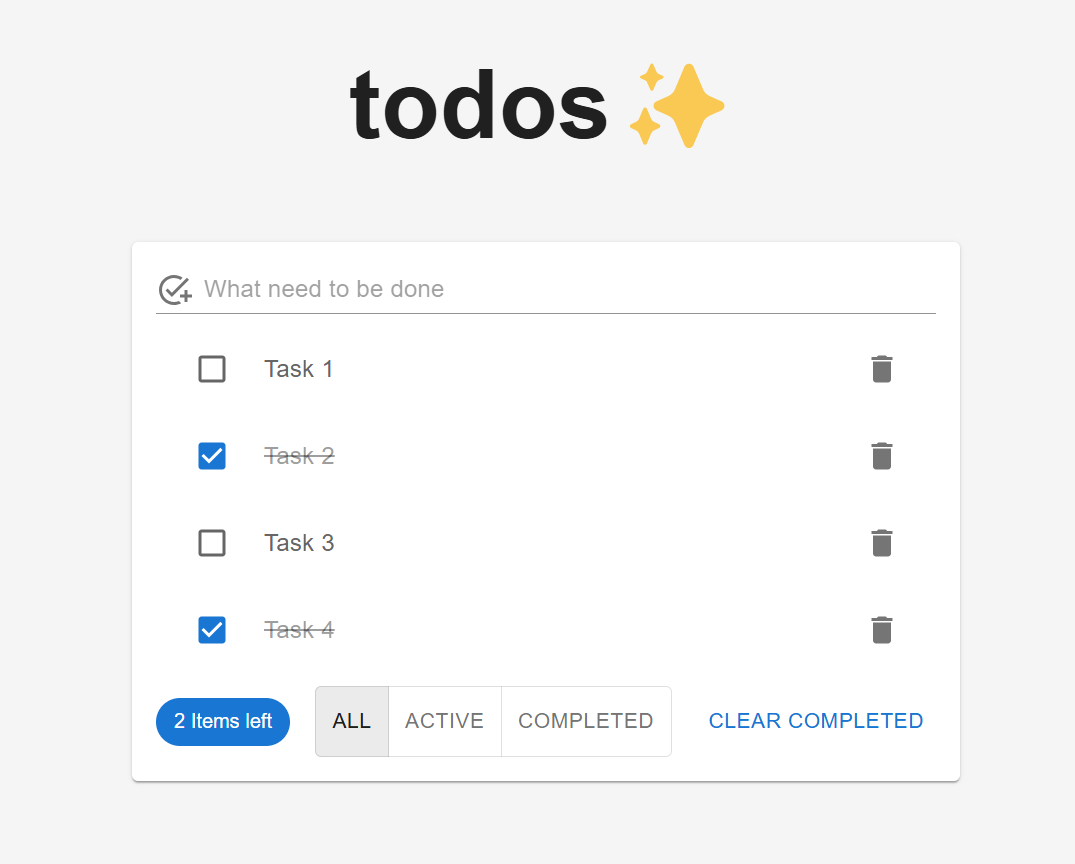 todos ✨
What need to be done
Task 1
Task 2
Task 3
Task 4
2 Items left ALL ACTIVE COMPLETED CLEAR COMPLETED